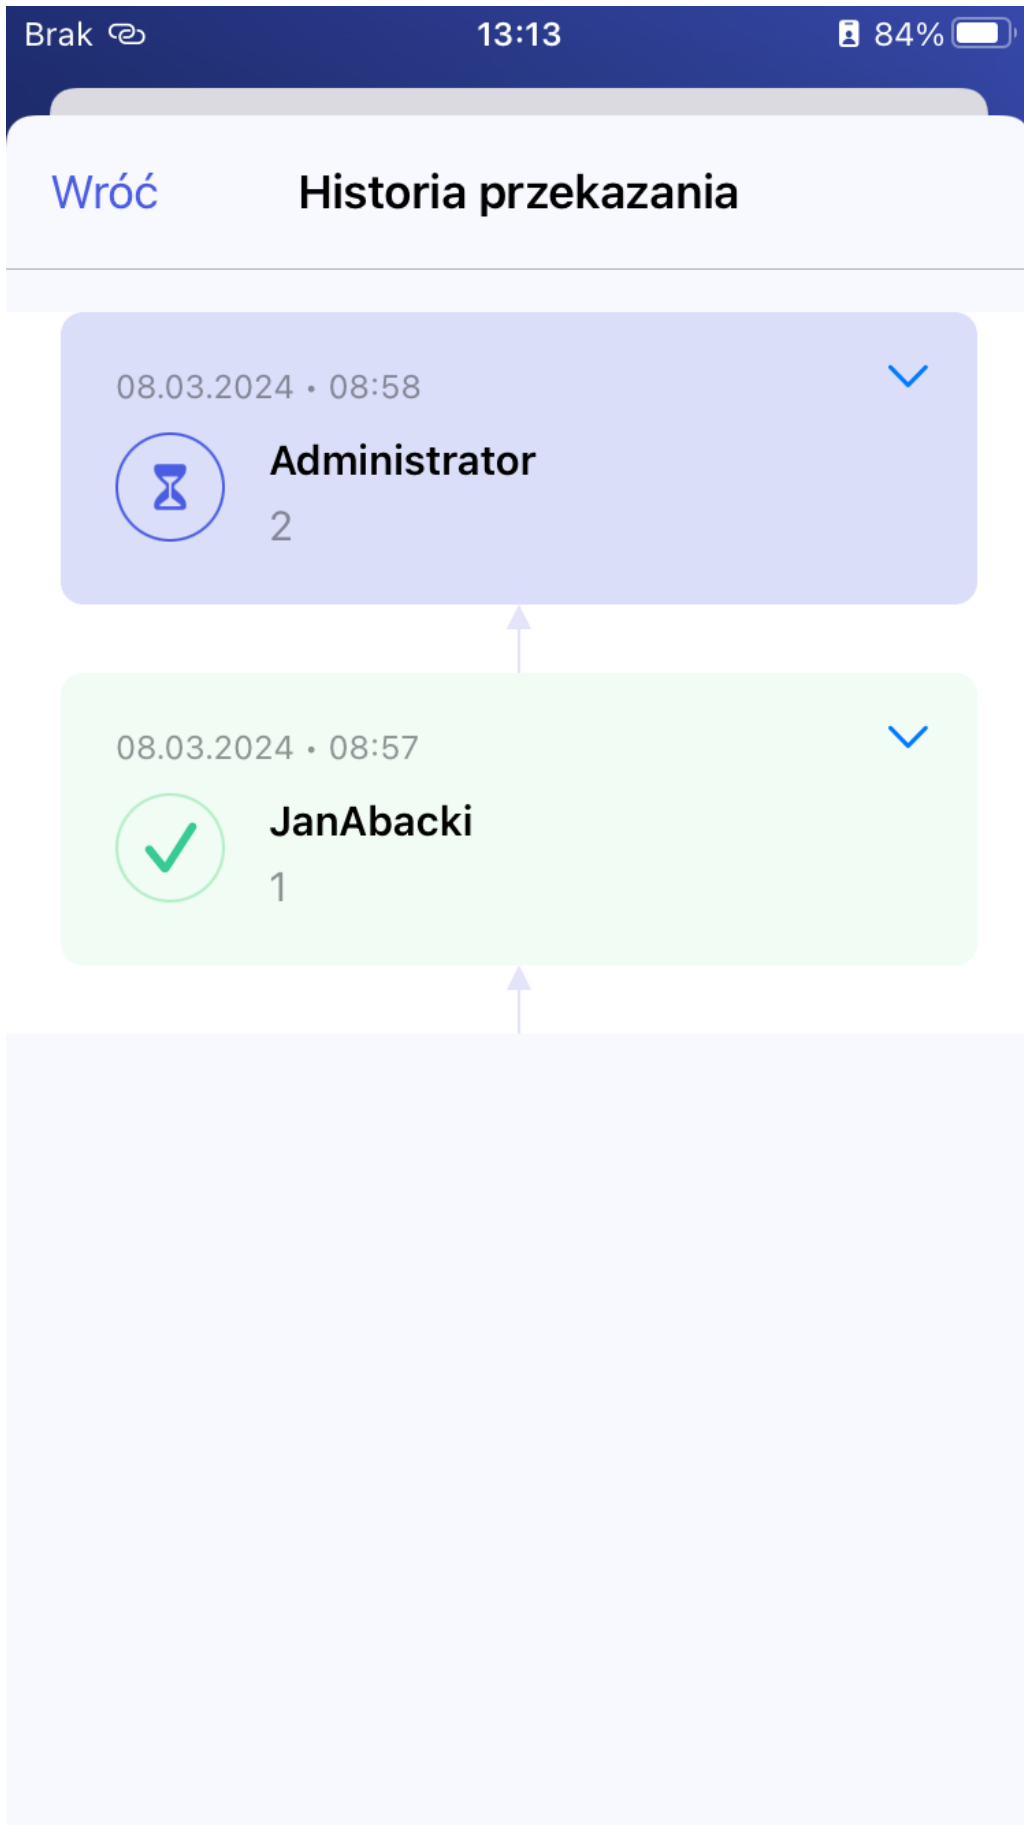 Brak 13:13 84%
Wróć Historia przekazania
08.03.2024 • 08:58
Administrator
2
08.03.2024 • 08:57
JanAbacki
1